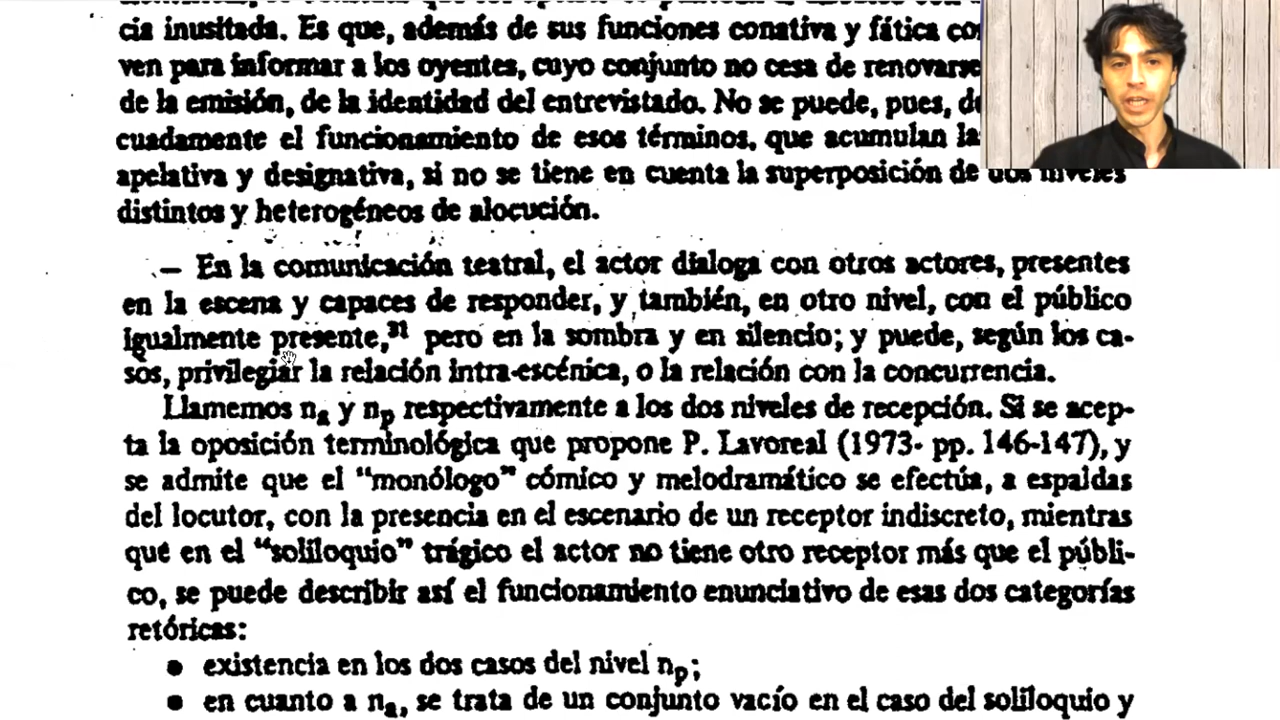 cia inusitada. Es que, además de sus funciones conativa y fática
ven para informar a los oyentes, cuyo conjunto no cesa de renovarse
de la emisión, de la identidad del entrevistado. No se puede, pues,
cuadamente el funcionamiento de esos términos, que acumulan
apelativa y designativa, si no se tiene en cuenta la superposición de dos niveles
distintos y heterogéneos de alocución.
— En la comunicación teatral, el actor dialoga con otros actores, presentes
en la escena y capaces de responder, y también, en otro nivel, con el público
igualmente presente,³¹ pero en la sombra y en silencio; y puede, según los ca-
sos, privilegiar la relación intra-escénica, o la relación con la concurrencia.
Llamemos nₐ y nₚ respectivamente a los dos niveles de recepción. Si se acep-
ta la oposición terminológica que propone P. Lavoreal (1973- pp. 146-147), y
se admite que el "monólogo" cómico y melodramático se efectúa, a espaldas
del locutor, con la presencia en el escenario de un receptor indiscreto, mientras
que en el "soliloquio" trágico el actor no tiene otro receptor más que el públi-
co, se puede describir así el funcionamiento enunciativo de esas dos categorías
retóricas:
• existencia en los dos casos del nivel nₚ;
• en cuanto a nₐ, se trata de un conjunto vacío en el caso del soliloquio y